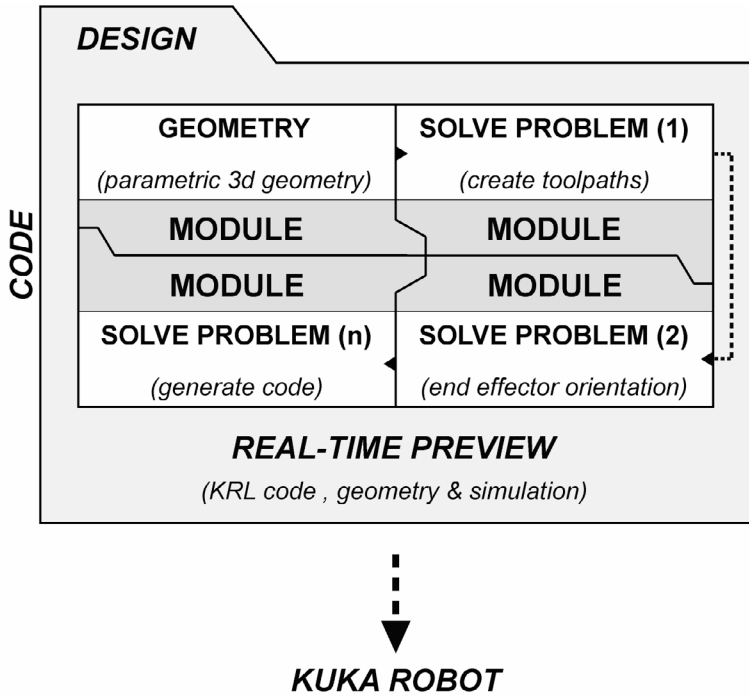 DESIGN
GEOMETRY
(parametric 3d geometry)
MODULE
SOLVE PROBLEM (1)
(create toolpaths)
MODULE
CODE
MODULE
SOLVE PROBLEM (n)
(generate code)
MODULE
SOLVE PROBLEM (2)
(end effector orientation)
REAL-TIME PREVIEW
(KRL code , geometry & simulation)
KUKA ROBOT